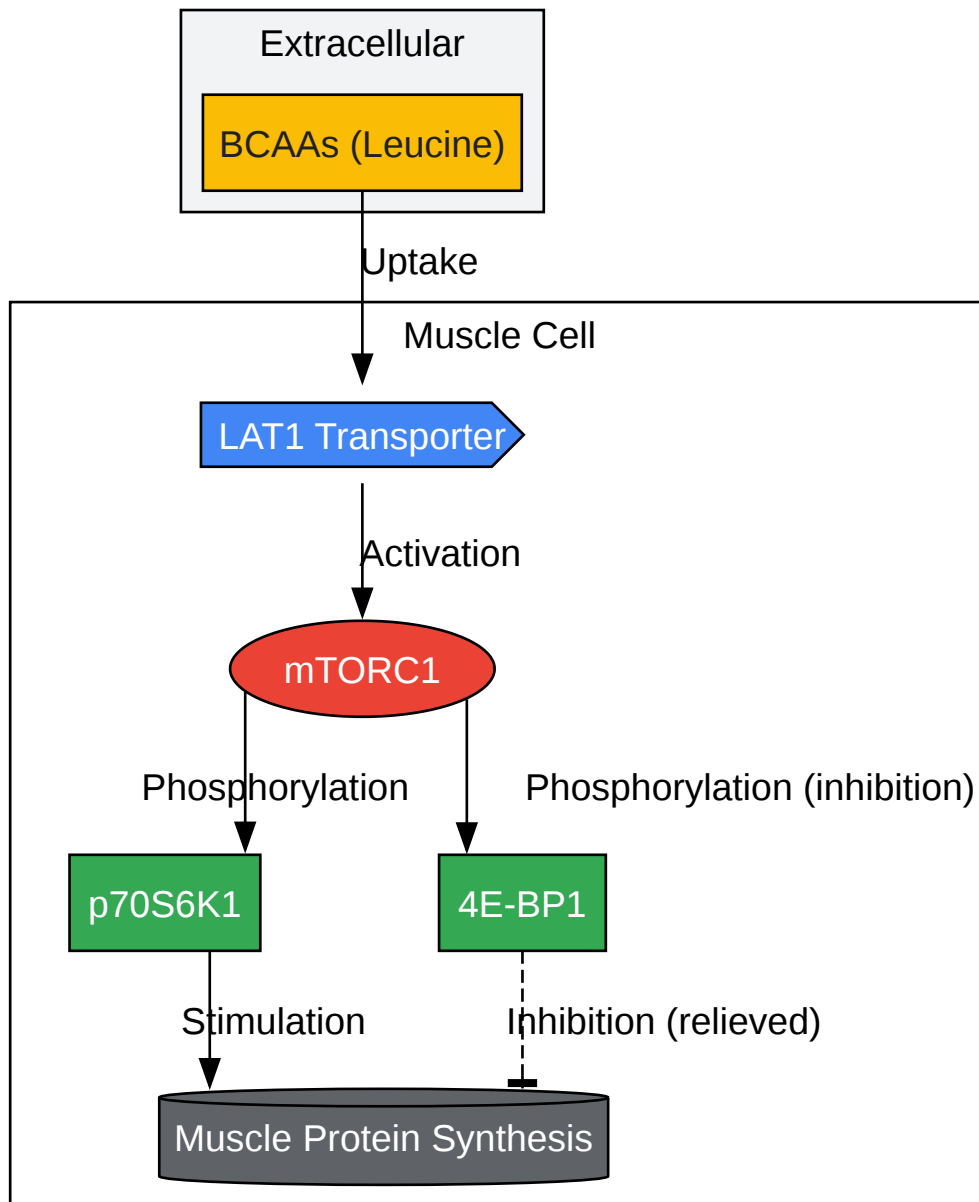 Extracellular
BCAAs (Leucine)
Uptake
Muscle Cell
LAT1 Transporter
Activation
mTORC1
Phosphorylation
Phosphorylation (inhibition)
p70S6K1
4E-BP1
Stimulation
Inhibition (relieved)
Muscle Protein Synthesis